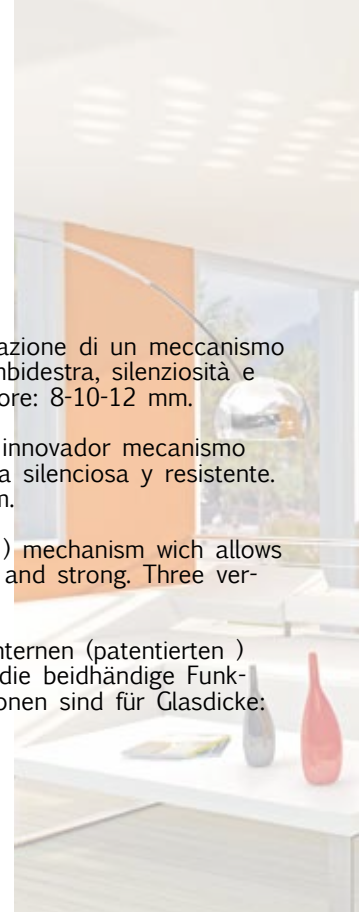 azione di un meccanismo
nbidestra, silenziosità e
ore: 8-10-12 mm.
innovador mecanismo
a silenciosa y resistente.
n.
) mechanism wich allows
and strong. Three ver-
nternen (patentierten )
die beidhändige Funk-
onen sind für Glasdicke: